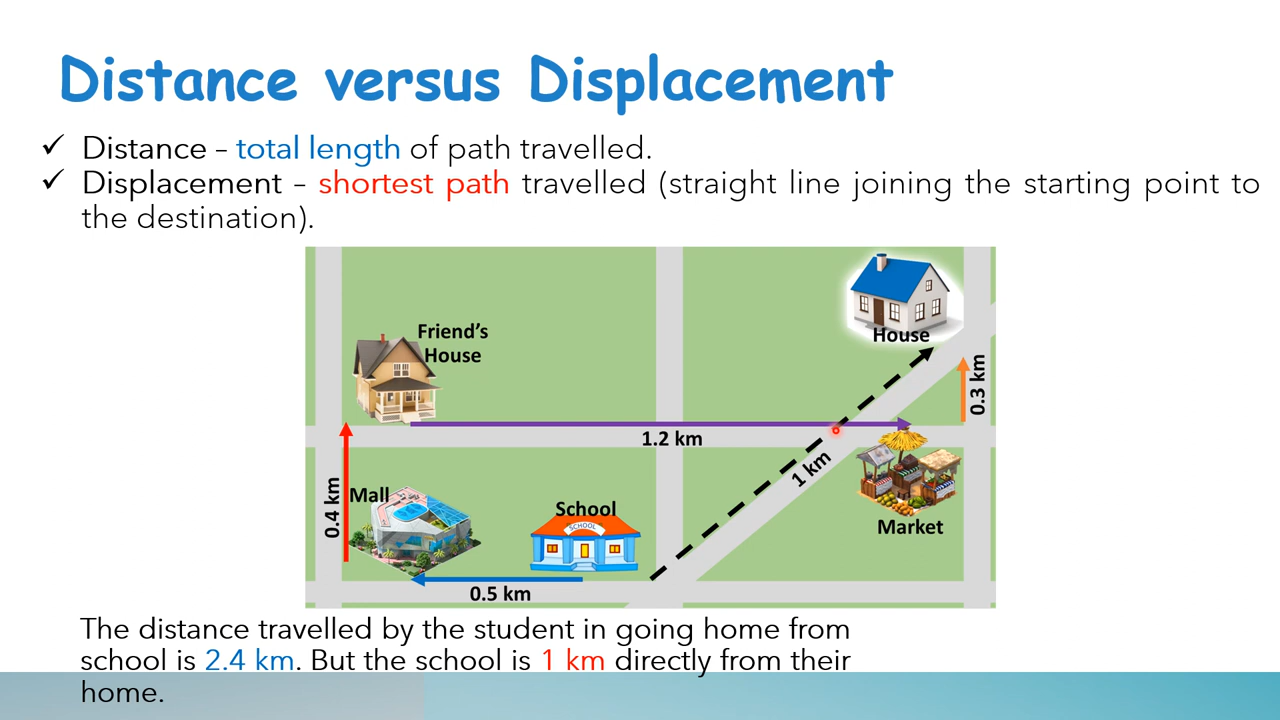 Distance versus Displacement
✓ Distance – total length of path travelled.
✓ Displacement – shortest path travelled (straight line joining the starting point to
the destination).
House
Friend's
House
0.3 km
1.2 km
1 km
Market
0.4 km
Mall
School
SCHOOL
0.5 km
The distance travelled by the student in going home from
school is 2.4 km. But the school is 1 km directly from their
home.